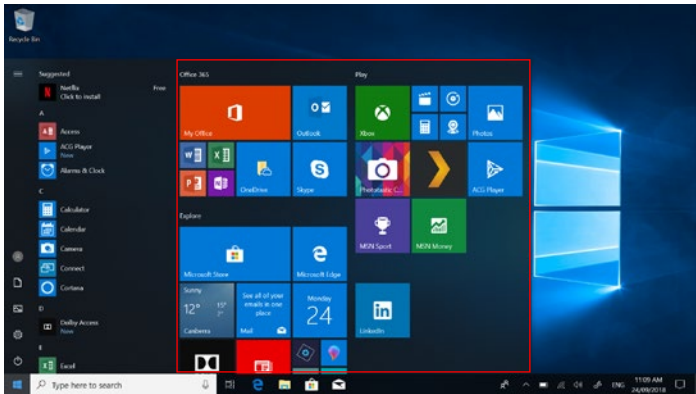 Recycle Bin
Suggested
Netflix
Click to install
Free
A
Access
ACG Player
New
Alarms & Clock
C
Calculator
Calendar
Camera
Connect
Cortana
D
Dolby Access
New
E
Excel
Office 365
My Office
Outlook
OneDrive
Skype
Explore
Microsoft Store
Microsoft Edge
Sunny
12°
15°
Canberra
See all of your
emails in one
place
Mail
Monday
24
Play
Xbox
Photos
Phototastic C...
ACG Player
MSN Sport
MSN Money
LinkedIn
Type here to search
ENG
11:09 AM
24/09/2018